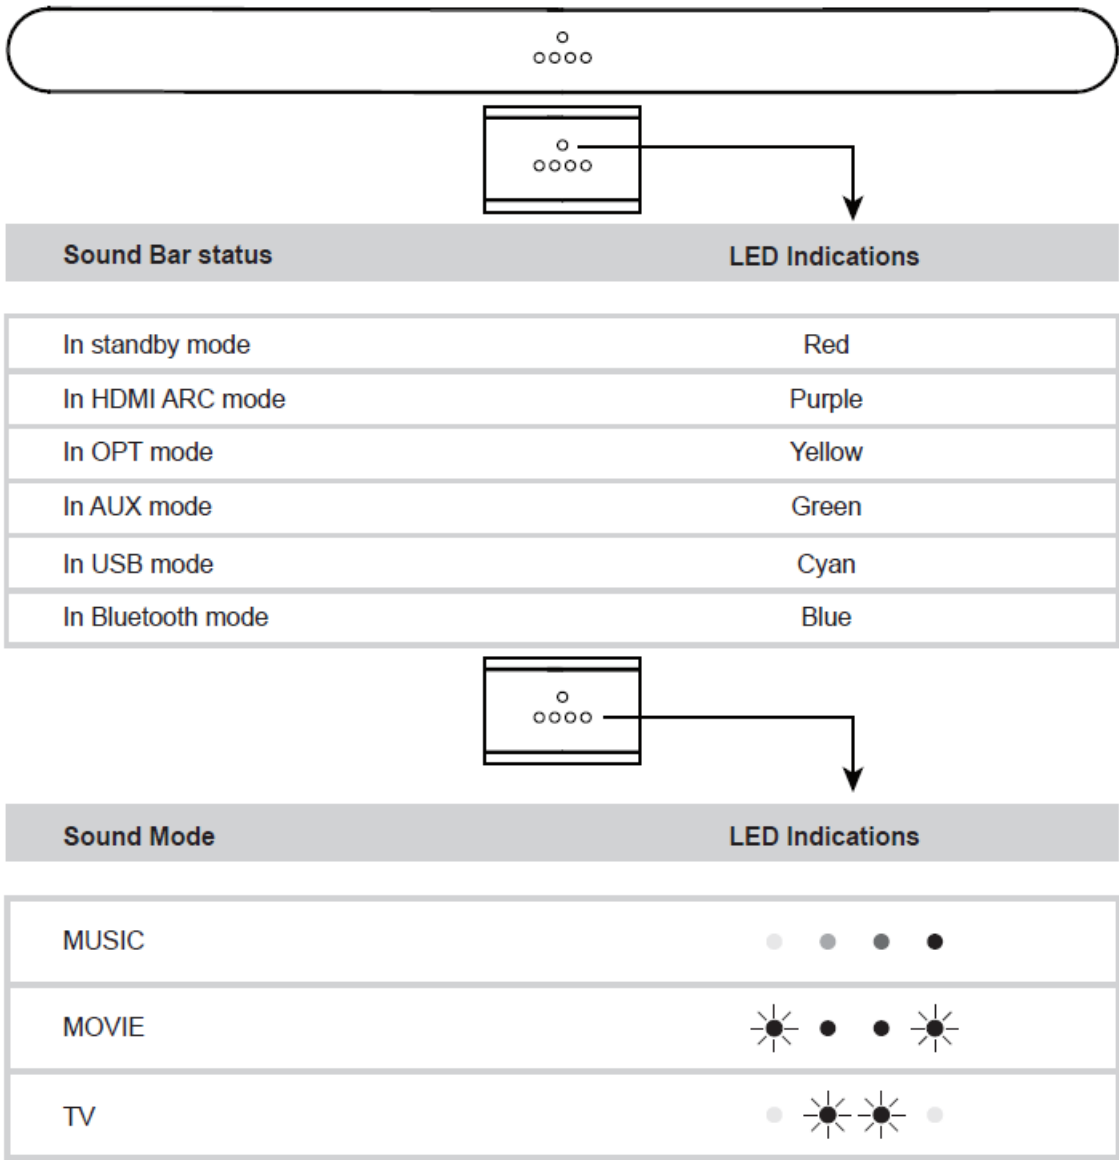 Sound Bar status LED Indications
In standby mode Red
In HDMI ARC mode Purple
In OPT mode Yellow
In AUX mode Green
In USB mode Cyan
In Bluetooth mode Blue
Sound Mode LED Indications
MUSIC
MOVIE
TV